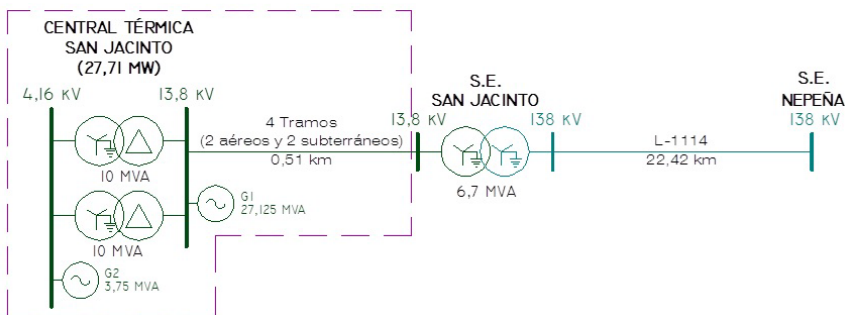 CENTRAL TÉRMICA
SAN JACINTO
(27,71 MW)
4,16 KV
13,8 KV
10 MVA
10 MVA
G1
27,125 MVA
G2
3,75 MVA
4 Tramos
(2 aéreos y 2 subterráneos)
0,51 km
S.E.
SAN JACINTO
13,8 KV
138 KV
6,7 MVA
L-1114
22,42 km
S.E.
NEPEÑA
138 KV